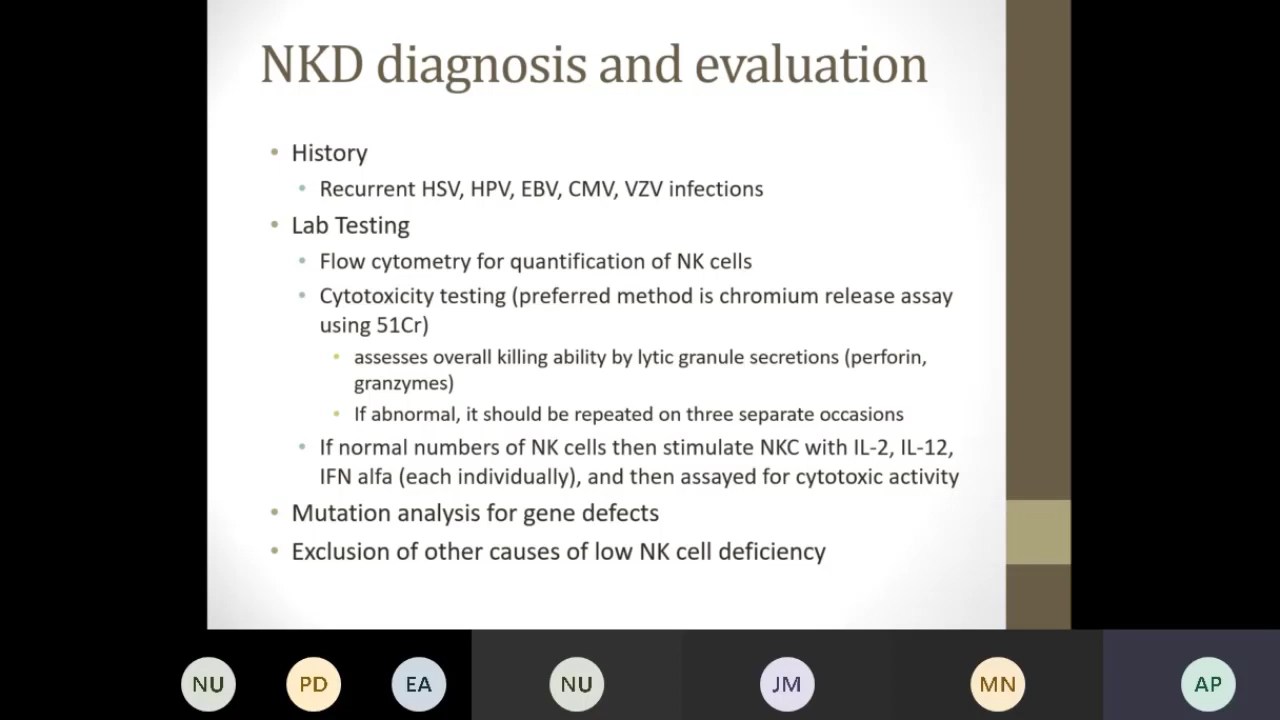 NKD diagnosis and evaluation
• History
• Recurrent HSV, HPV, EBV, CMV, VZV infections
• Lab Testing
• Flow cytometry for quantification of NK cells
• Cytotoxicity testing (preferred method is chromium release assay
using 51Cr)
• assesses overall killing ability by lytic granule secretions (perforin,
granzymes)
• If abnormal, it should be repeated on three separate occasions
• If normal numbers of NK cells then stimulate NKC with IL-2, IL-12,
IFN alfa (each individually), and then assayed for cytotoxic activity
• Mutation analysis for gene defects
• Exclusion of other causes of low NK cell deficiency
NU PD EA NU JM MN AP